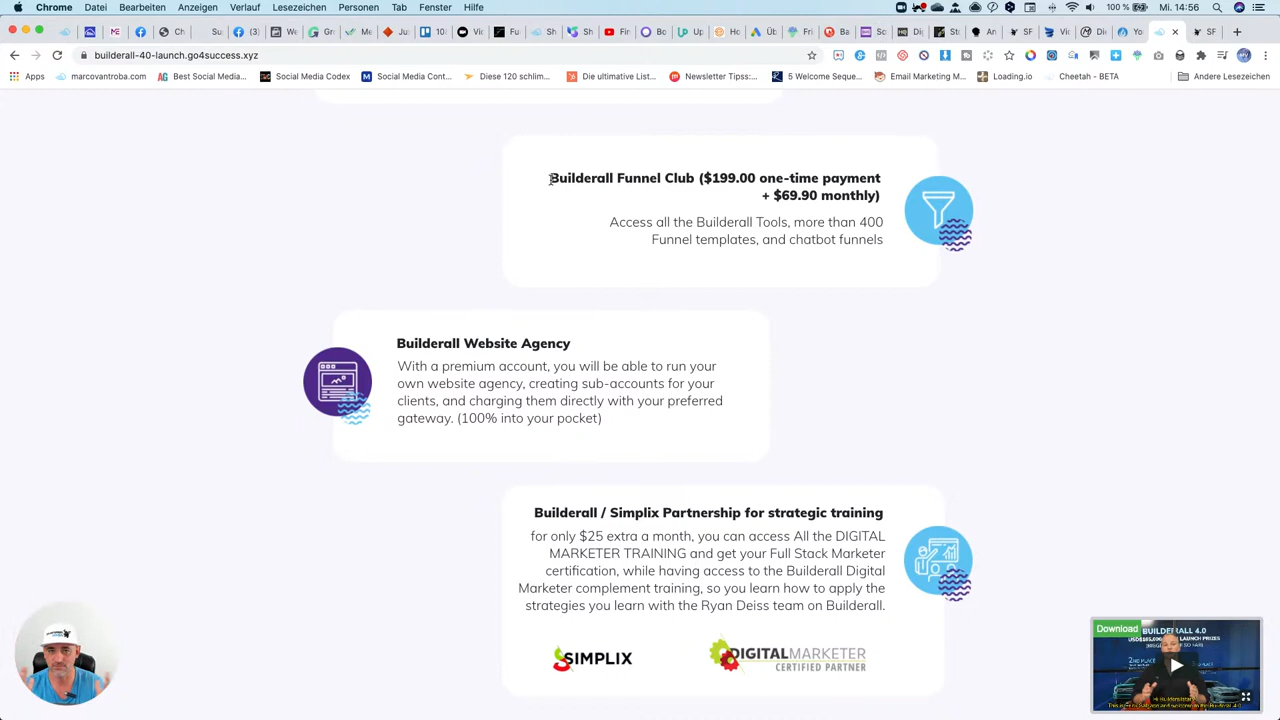 Chrome Datei Bearbeiten Anzeigen Verlauf Lesezeichen Personen Tab Fenster Hilfe 100 % Mi. 14:56
builderall-40-launch.go4success.xyz
Apps marcovantroba.com Best Social Media... Social Media Codex Social Media Cont... Diese 120 schlim... Die ultimative List... Newsletter Tipss:... 5 Welcome Seque... Email Marketing M... Loading.io Cheetah - BETA Andere Lesezeichen
Builderall Funnel Club ($199.00 one-time payment
+ $69.90 monthly)
Access all the Builderall Tools, more than 400
Funnel templates, and chatbot funnels
Builderall Website Agency
With a premium account, you will be able to run your
own website agency, creating sub-accounts for your
clients, and charging them directly with your preferred
gateway. (100% into your pocket)
Builderall / Simplix Partnership for strategic training
for only $25 extra a month, you can access All the DIGITAL
MARKETER TRAINING and get your Full Stack Marketer
certification, while having access to the Builderall Digital
Marketer complement training, so you learn how to apply the
strategies you learn with the Ryan Deiss team on Builderall.
SIMPLIX
DIGITALMARKETER
CERTIFIED PARTNER
Download
BUILDERALL 4.0
LAUNCH PRIZES
2ND PLACE